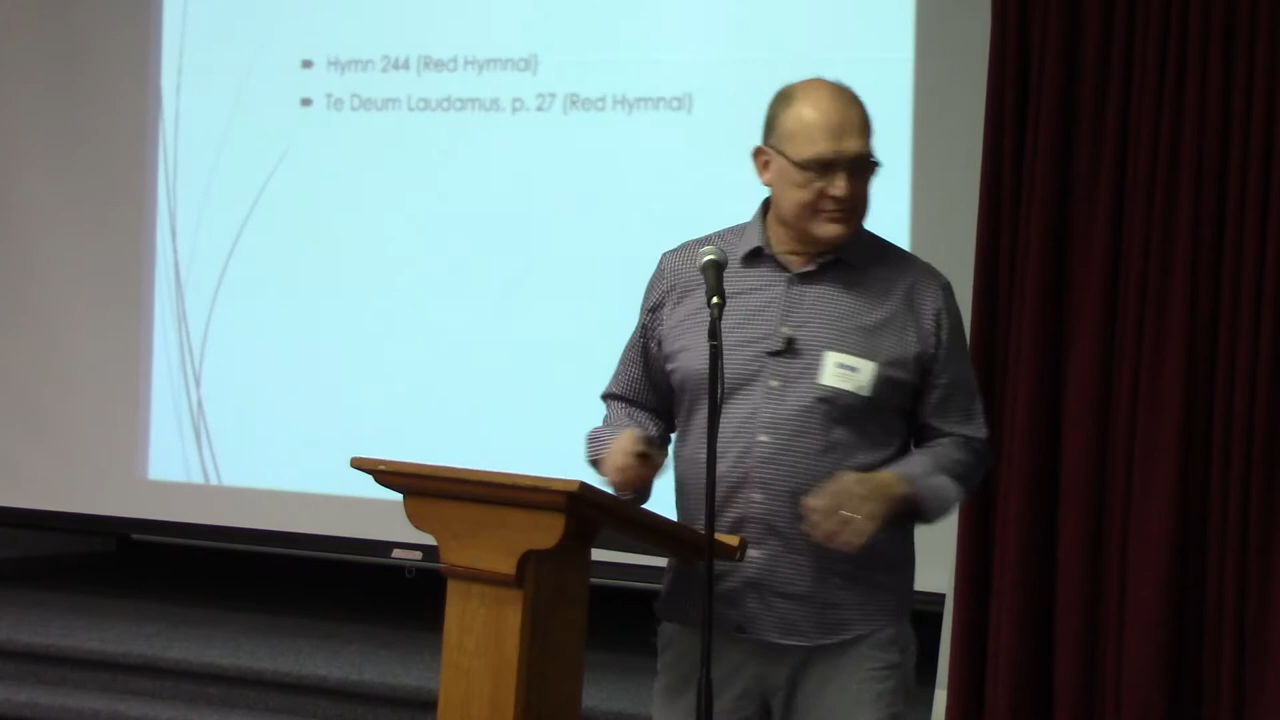 Hymn 244 (Red Hymnal)
Te Deum Laudamus, p. 27 (Red Hymnal)